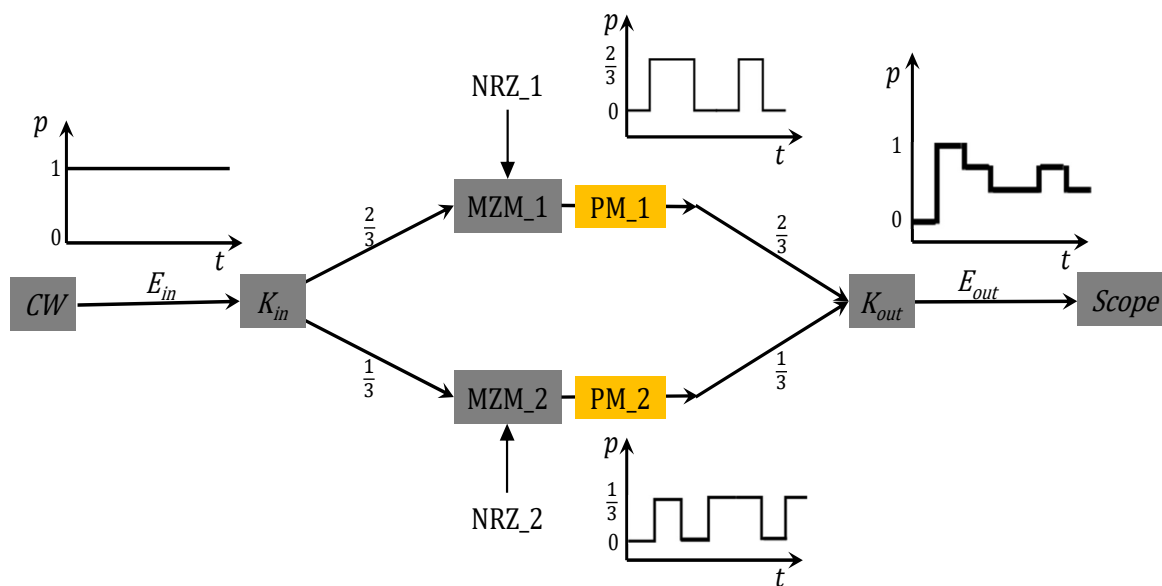 p
2/3
0
t
NRZ_1
p
1
0
t
p
1
0
t
MZM_1
PM_1
2/3
2/3
CW
E_in
K_in
K_out
E_out
Scope
1/3
1/3
MZM_2
PM_2
NRZ_2
p
1/3
0
t